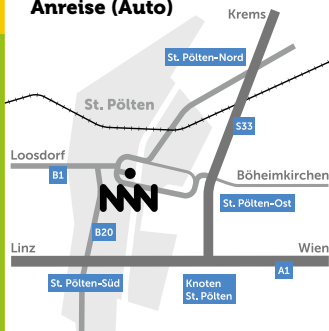 Anreise (Auto)
Krems
St. Pölten-Nord
St. Pölten
S33
Loosdorf
B1
Böheimkirchen
St. Pölten-Ost
B20
Linz
Wien
A1
St. Pölten-Süd
Knoten
St. Pölten